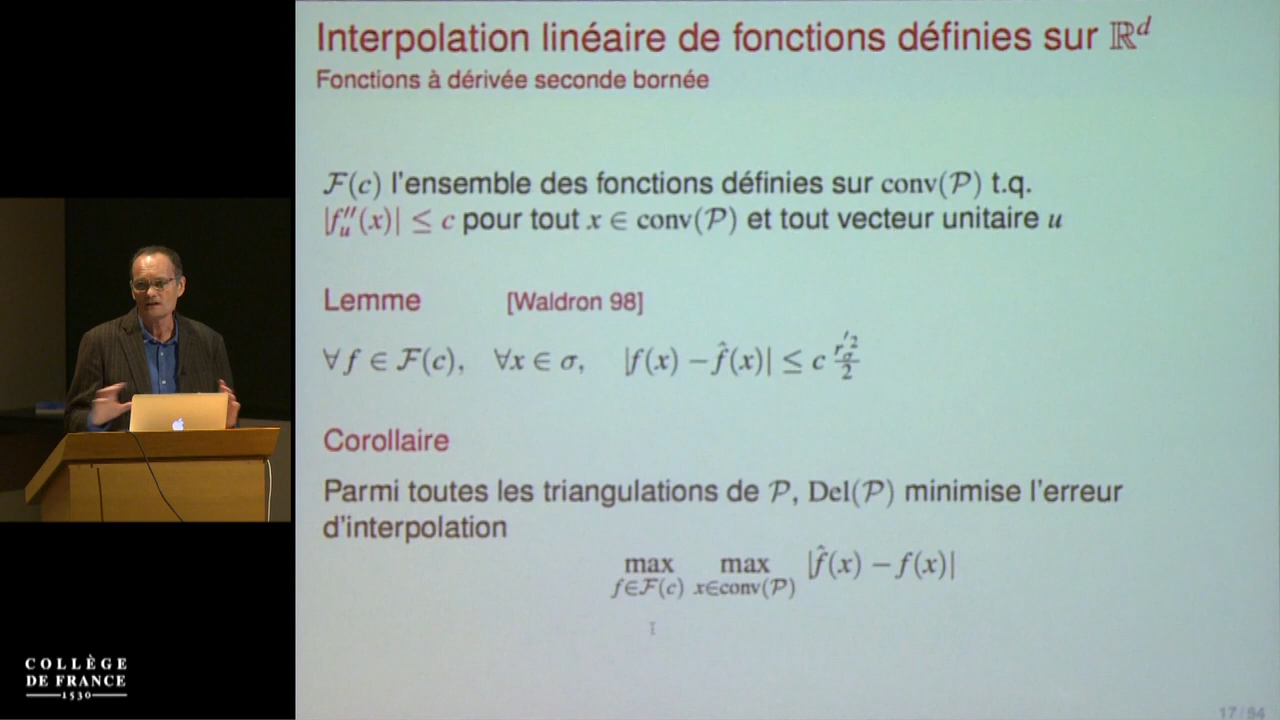 Interpolation linéaire de fonctions définies sur ℝᵈ
Fonctions à dérivée seconde bornée
𝓕(c) l'ensemble des fonctions définies sur conv(𝒫) t.q.
|f″ᵤ(x)| ≤ c pour tout x ∈ conv(𝒫) et tout vecteur unitaire u
Lemme [Waldron 98]
∀ f ∈ 𝓕(c), ∀x ∈ σ, |f(x) − f̂(x)| ≤ c r′²_σ / 2
Corollaire
Parmi toutes les triangulations de 𝒫, Del(𝒫) minimise l'erreur
d'interpolation
max max |f̂(x) − f(x)|
f∈𝓕(c) x∈conv(𝒫)
17 / 94
COLLÈGE
DE FRANCE
1530